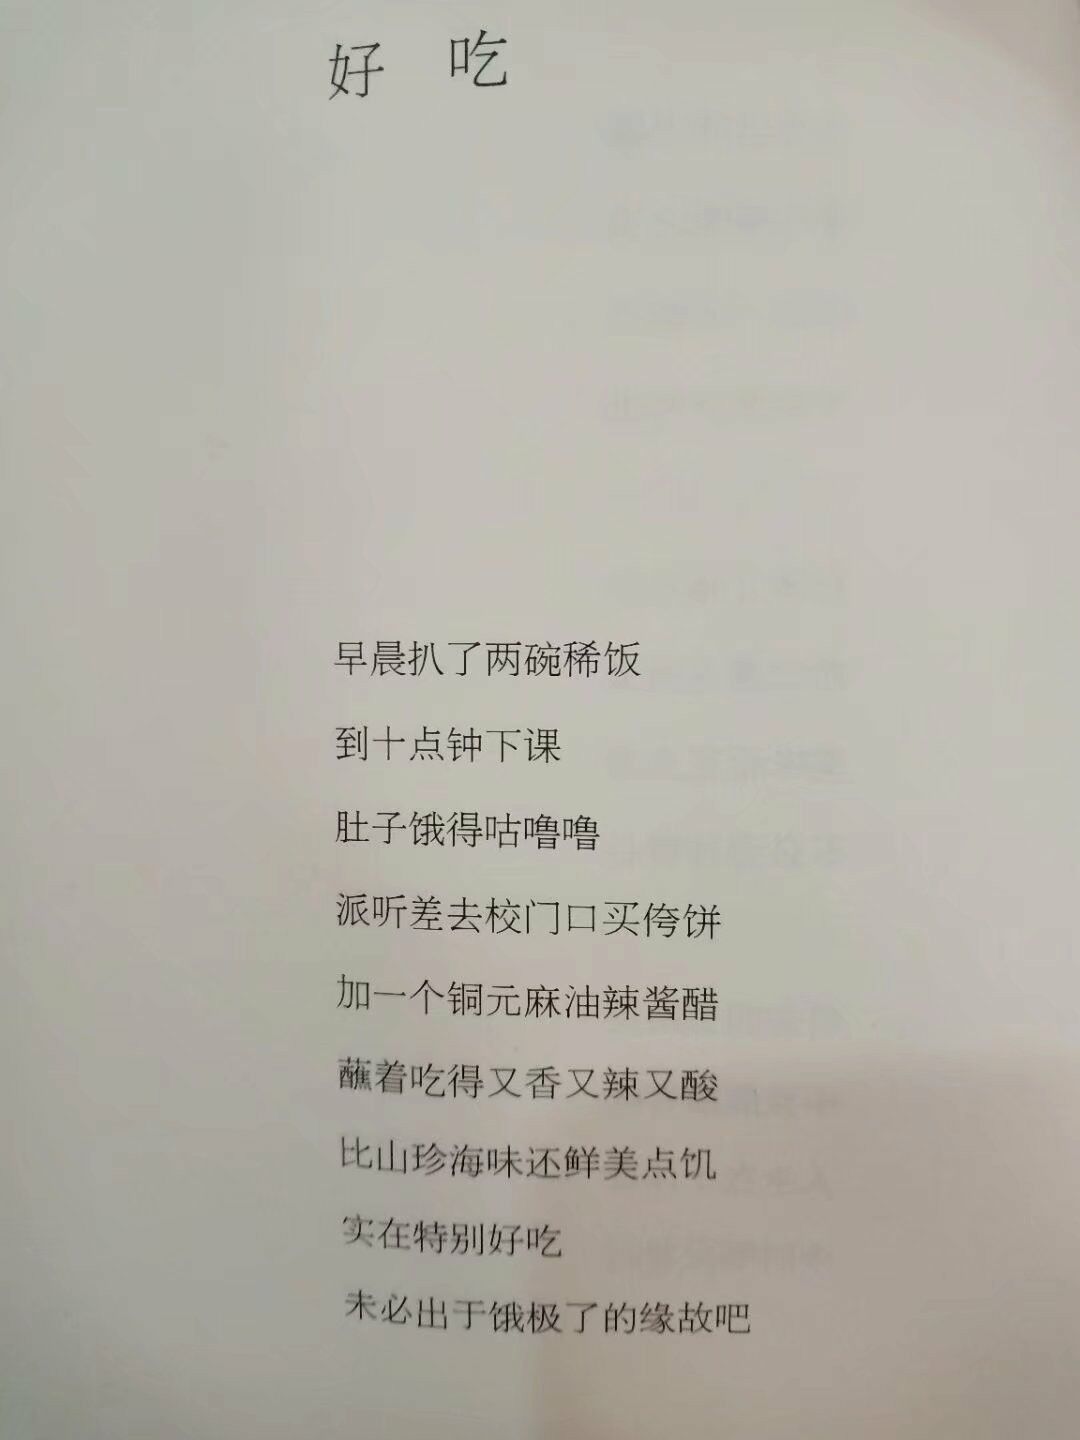 好 吃
早晨扒了两碗稀饭
到十点钟下课
肚子饿得咕噜噜
派听差去校门口买侉饼
加一个铜元麻油辣酱醋
蘸着吃得又香又辣又酸
比山珍海味还鲜美点饥
实在特别好吃
未必出于饿极了的缘故吧